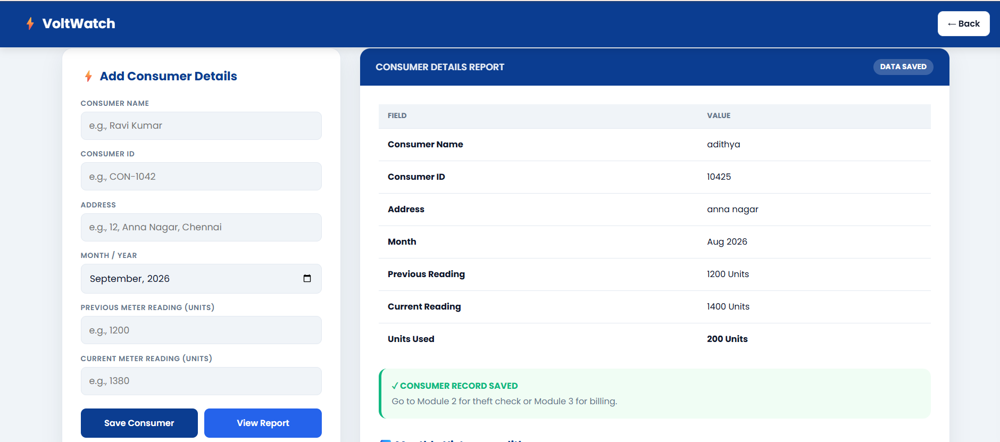 VoltWatch
← Back
Add Consumer Details
CONSUMER NAME
e.g., Ravi Kumar
CONSUMER ID
e.g., CON-1042
ADDRESS
e.g., 12, Anna Nagar, Chennai
MONTH / YEAR
September, 2026
PREVIOUS METER READING (UNITS)
e.g., 1200
CURRENT METER READING (UNITS)
e.g., 1380
Save Consumer
View Report
CONSUMER DETAILS REPORT
DATA SAVED
FIELD VALUE
Consumer Name adithya
Consumer ID 10425
Address anna nagar
Month Aug 2026
Previous Reading 1200 Units
Current Reading 1400 Units
Units Used 200 Units
✓ CONSUMER RECORD SAVED
Go to Module 2 for theft check or Module 3 for billing.